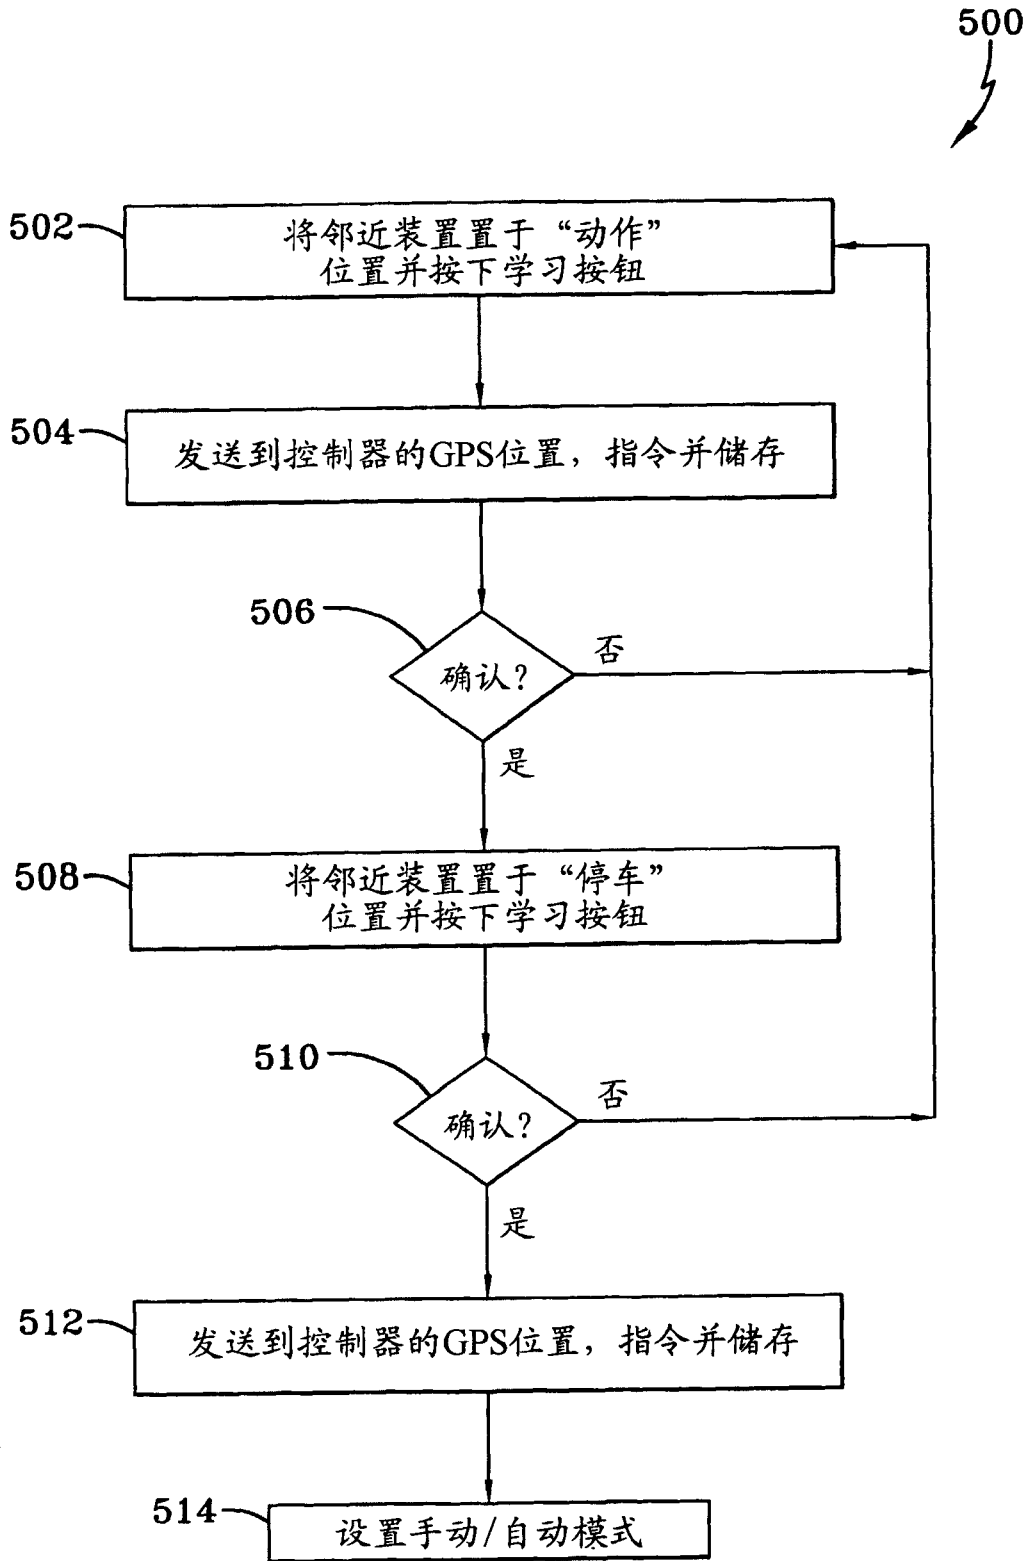 500
502
将邻近装置置于“动作”
位置并按下学习按钮
504
发送到控制器的GPS位置，指令并储存
506
确认？
否
是
508
将邻近装置置于“停车”
位置并按下学习按钮
510
确认？
否
是
512
发送到控制器的GPS位置，指令并储存
514
设置手动/自动模式